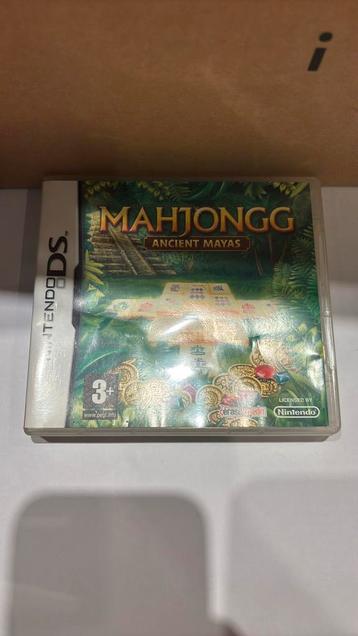 i
MAHJONGG
ANCIENT MAYAS
NINTENDO DS
3+
www.pegi.info
LICENSED BY
Nintendo